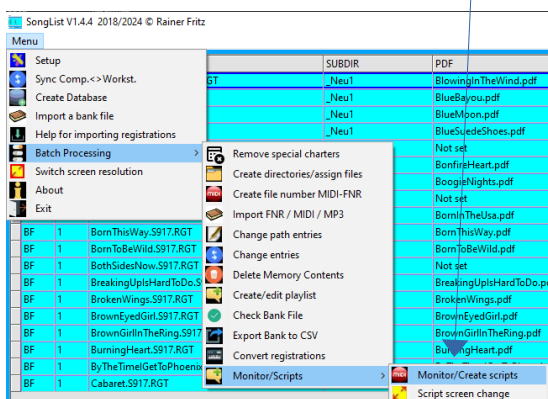 SongList V1.4.4 2018/2024 © Rainer Fritz
Menu
SUBDIR PDF
Setup
GT _Neu1 BlowingInTheWind.pdf
Sync Comp.<>Workst.
_Neu1 BlueBayou.pdf
Create Database
_Neu1 BlueMoon.pdf
Import a bank file
_Neu1 BlueSuedeShoes.pdf
Help for importing registrations
Not set
Batch Processing
Remove special charters
BonfireHeart.pdf
Switch screen resolution
Create directories/assign files
BoogieNights.pdf
About
Create file number MIDI-FNR
Not set
Exit
Import FNR / MIDI / MP3
BornInTheUsa.pdf
BF 1 BornThisWay.S917.RGT
Change path entries
BornThisWay.pdf
BF 1 BornToBeWild.S917.RGT
Change entries
BornToBeWild.pdf
BF 1 BothSidesNow.S917.RGT
Delete Memory Contents
Not set
BF 1 BreakingUpIsHardToDo.S
Create/edit playlist
BreakingUpIsHardToDo.p
BF 1 BrokenWings.S917.RGT
Check Bank File
BrokenWings.pdf
BF 1 BrownEyedGirl.S917.RGT
Export Bank to CSV
BrownEyedGirl.pdf
BF 1 BrownGirlInTheRing.S917
Convert registrations
BrownGirlInTheRing.pdf
BF 1 BurningHeart.S917.RGT
Monitor/Scripts
BurningHeart.pdf
BF 1 ByTheTimeIGetToPhoenix
Monitor/Create scripts
BF 1 Cabaret.S917.RGT
Script screen change